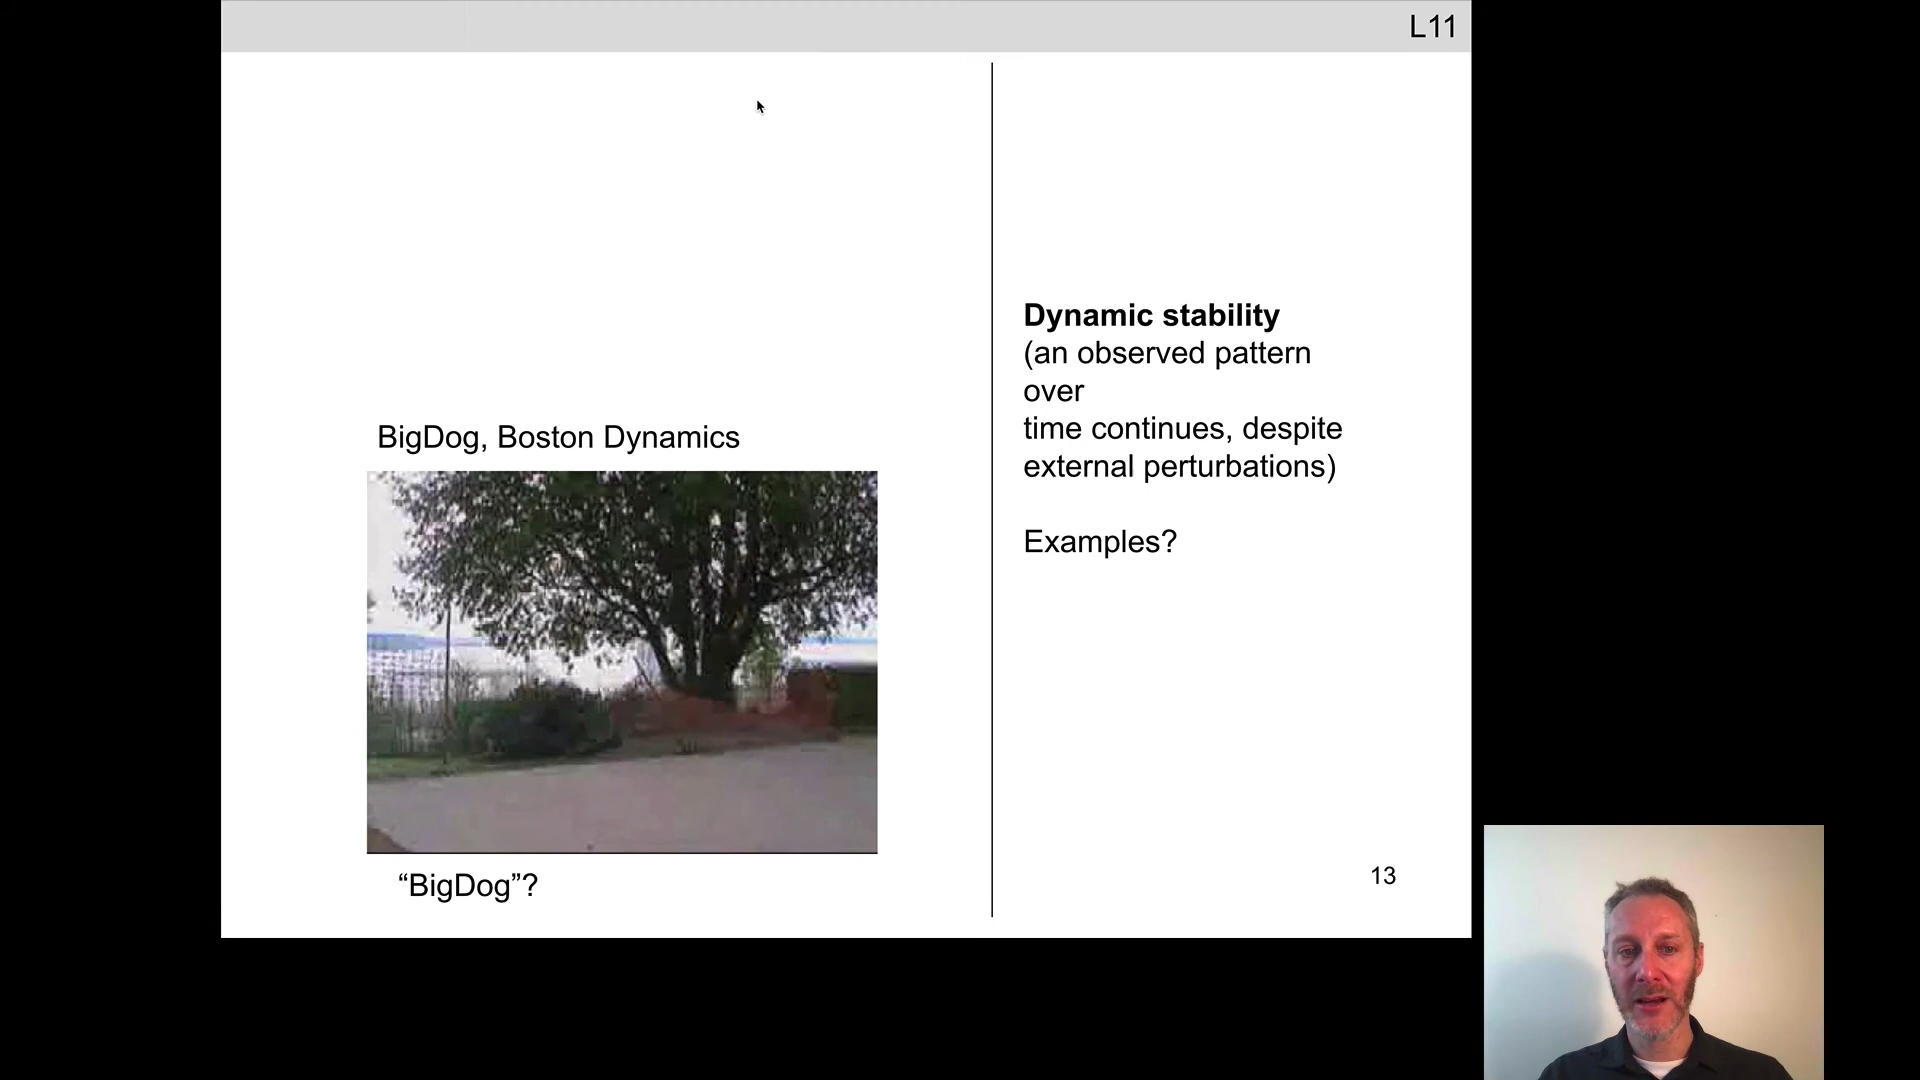 L11
BigDog, Boston Dynamics
“BigDog”?
Dynamic stability
(an observed pattern
over
time continues, despite
external perturbations)
Examples?
13